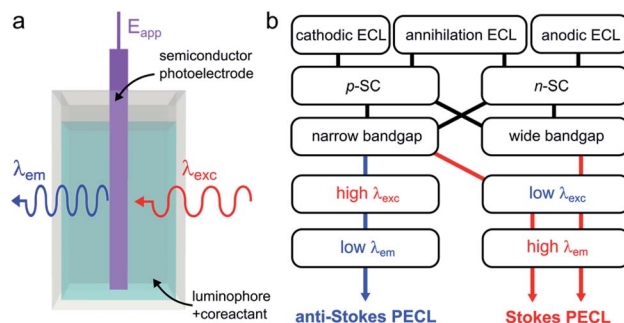 a
E_app
semiconductor
photoelectrode
λ_em
λ_exc
luminophore
+coreactant
b
cathodic ECL
annihilation ECL
anodic ECL
p-SC
n-SC
narrow bandgap
wide bandgap
high λ_exc
low λ_exc
low λ_em
high λ_em
anti-Stokes PECL
Stokes PECL